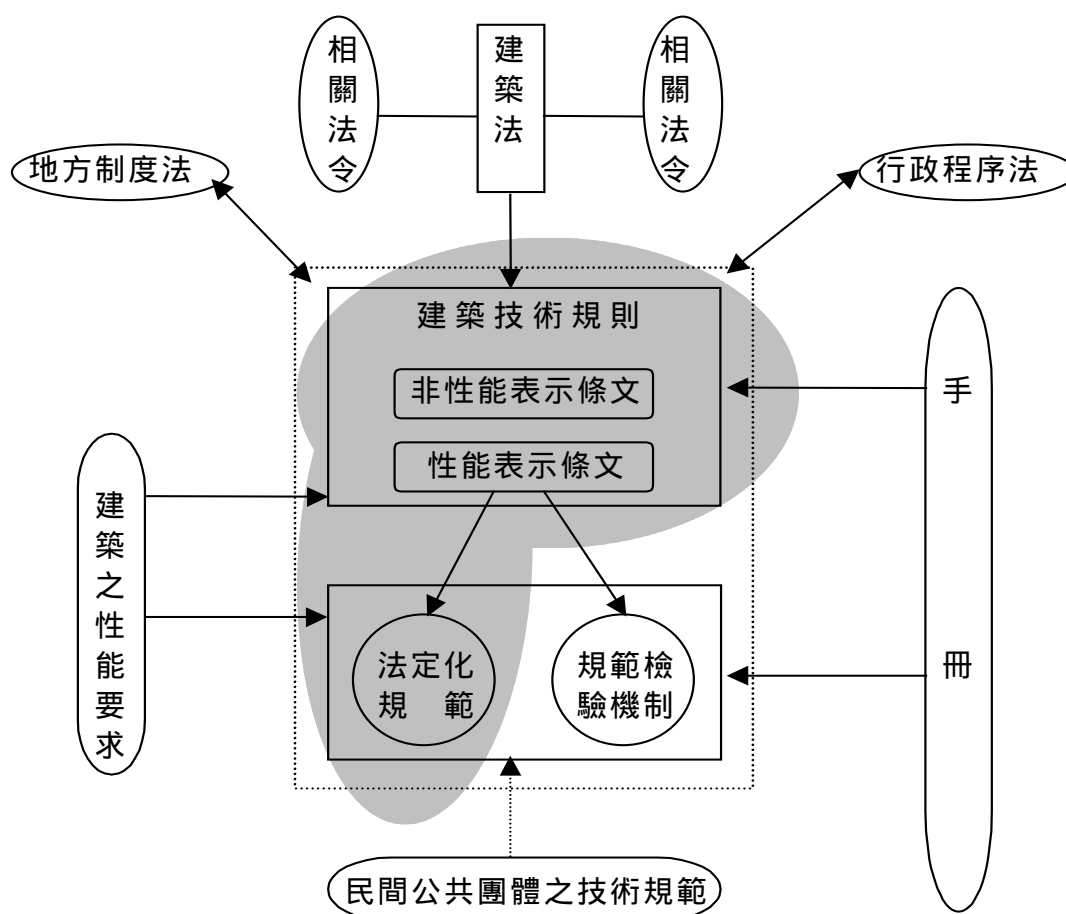 相關法令
建築法
相關法令
地方制度法
行政程序法
建築技術規則
非性能表示條文
性能表示條文
建築之性能要求
手冊
法定化
規範
規範檢
驗機制
民間公共團體之技術規範